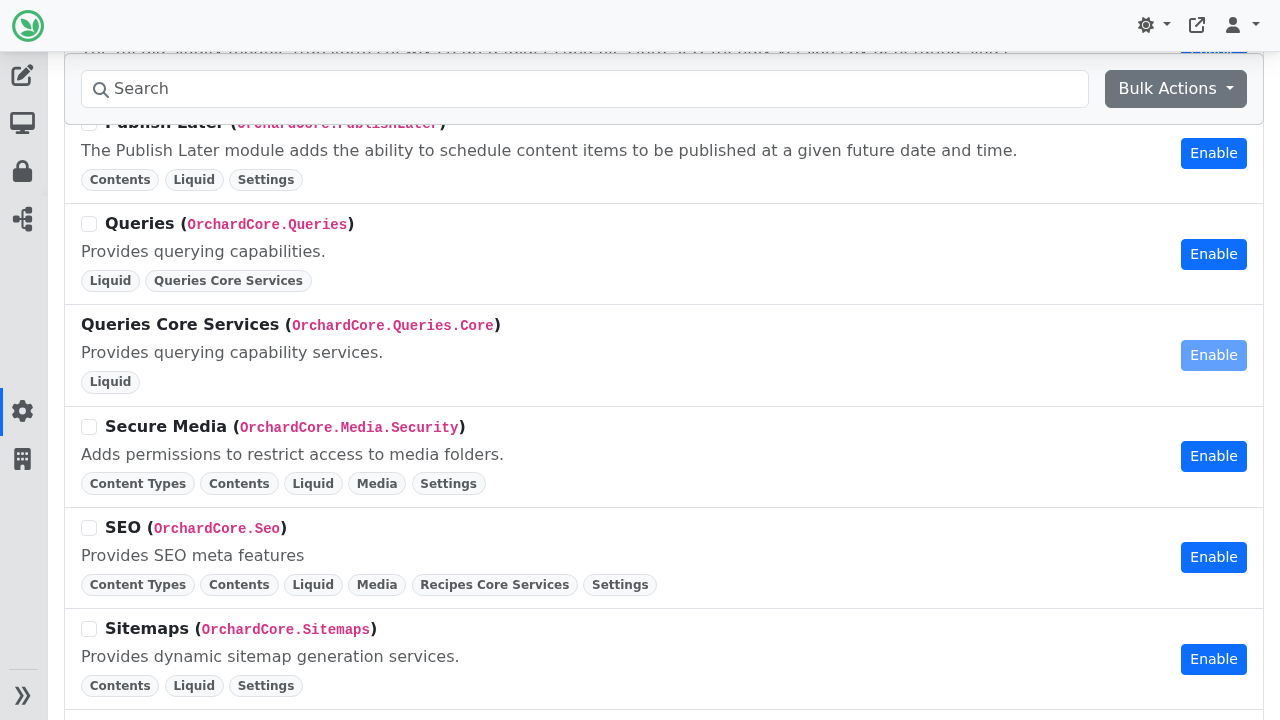 Search
Bulk Actions
Publish Later (OrchardCore.PublishLater)
The Publish Later module adds the ability to schedule content items to be published at a given future date and time.
Enable
Contents Liquid Settings
Queries (OrchardCore.Queries)
Provides querying capabilities.
Enable
Liquid Queries Core Services
Queries Core Services (OrchardCore.Queries.Core)
Provides querying capability services.
Enable
Liquid
Secure Media (OrchardCore.Media.Security)
Adds permissions to restrict access to media folders.
Enable
Content Types Contents Liquid Media Settings
SEO (OrchardCore.Seo)
Provides SEO meta features
Enable
Content Types Contents Liquid Media Recipes Core Services Settings
Sitemaps (OrchardCore.Sitemaps)
Provides dynamic sitemap generation services.
Enable
Contents Liquid Settings